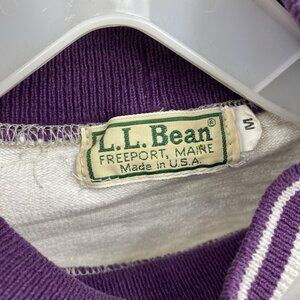 L.L. Bean®
FREEPORT, MAINE
Made in U.S.A.
M